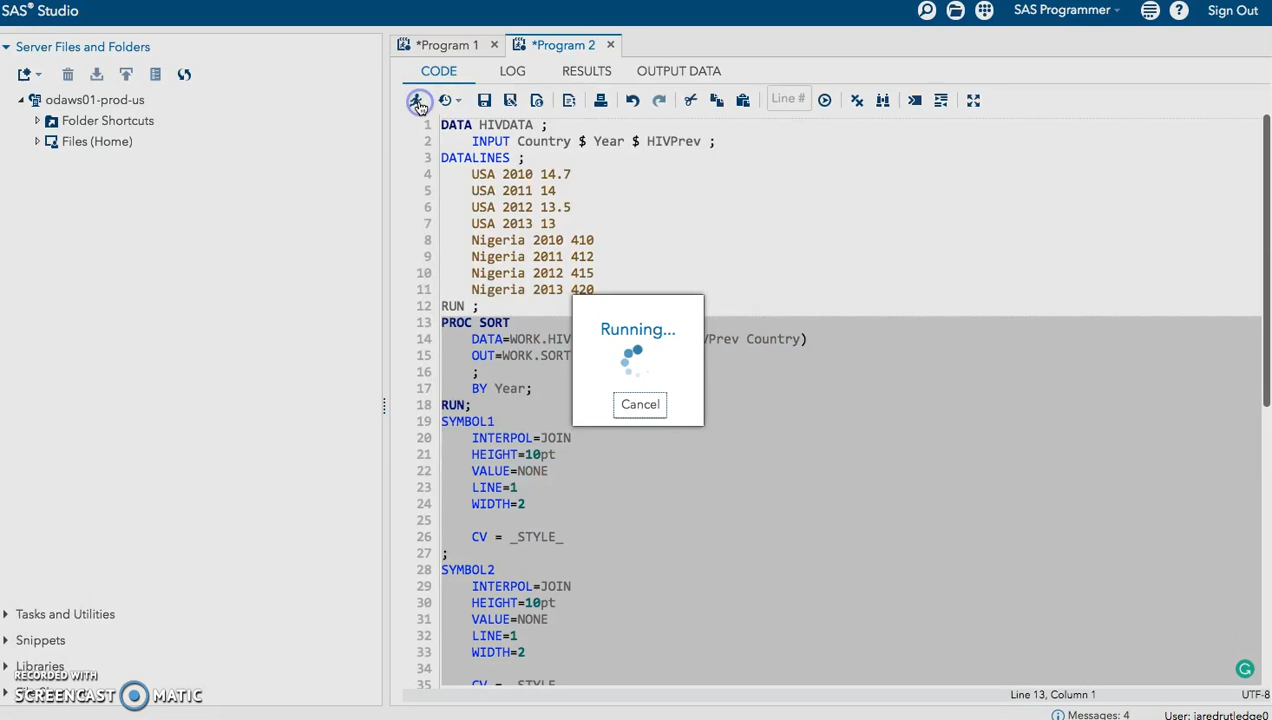 SAS® Studio
SAS Programmer
Sign Out
Server Files and Folders
odaws01-prod-us
Folder Shortcuts
Files (Home)
Tasks and Utilities
Snippets
Libraries
RECORDED WITH
SCREENCAST MATIC
*Program 1
*Program 2
CODE LOG RESULTS OUTPUT DATA
Line #
1 DATA HIVDATA ;
2 INPUT Country $ Year $ HIVPrev ;
3 DATALINES ;
4 USA 2010 14.7
5 USA 2011 14
6 USA 2012 13.5
7 USA 2013 13
8 Nigeria 2010 410
9 Nigeria 2011 412
10 Nigeria 2012 415
11 Nigeria 2013 420
12 RUN ;
13 PROC SORT
14 DATA=WORK.HIV VPrev Country)
15 OUT=WORK.SORT
16 ;
17 BY Year;
18 RUN;
19 SYMBOL1
20 INTERPOL=JOIN
21 HEIGHT=10pt
22 VALUE=NONE
23 LINE=1
24 WIDTH=2
25
26 CV = _STYLE_
27 ;
28 SYMBOL2
29 INTERPOL=JOIN
30 HEIGHT=10pt
31 VALUE=NONE
32 LINE=1
33 WIDTH=2
34
35 CV = _STYLE_
Running...
Cancel
Line 13, Column 1
UTF-8
Messages: 4
User: jaredrutledge0